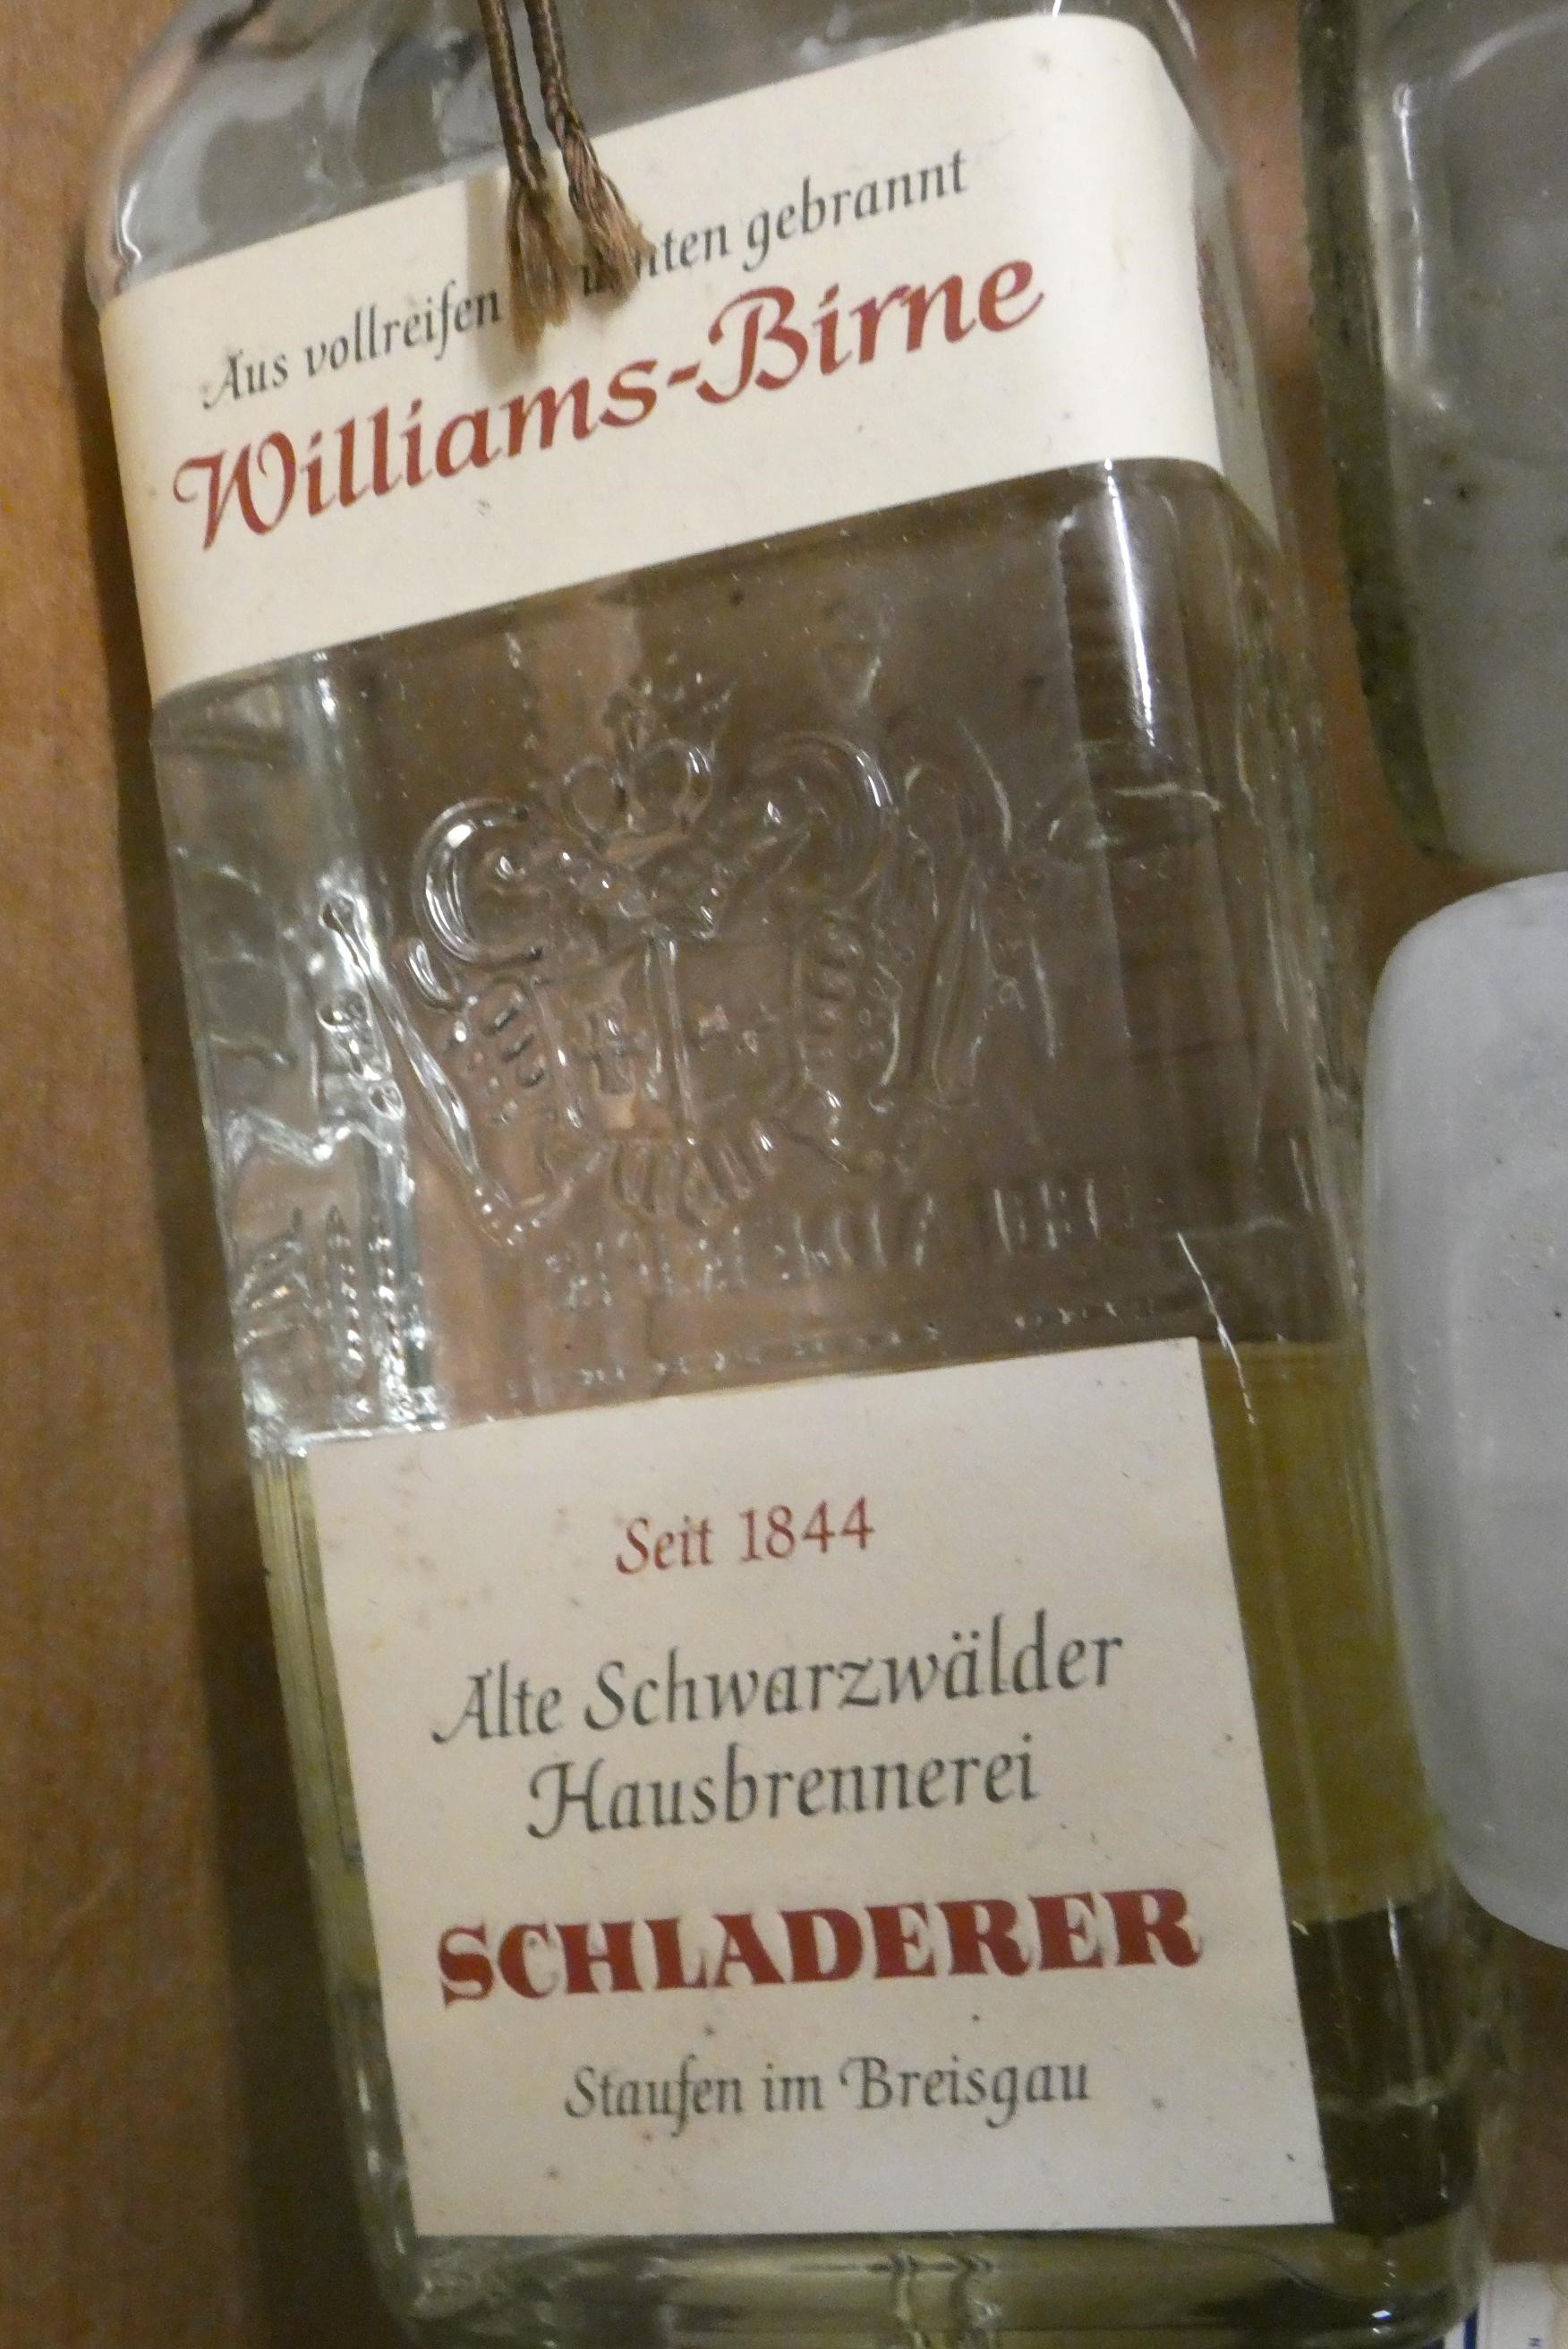 Aus vollreifen gebrannt
Williams-Birne
Seit 1844
Alte Schwarzwälder
Hausbrennerei
SCHLADERER
Staufen im Breisgau